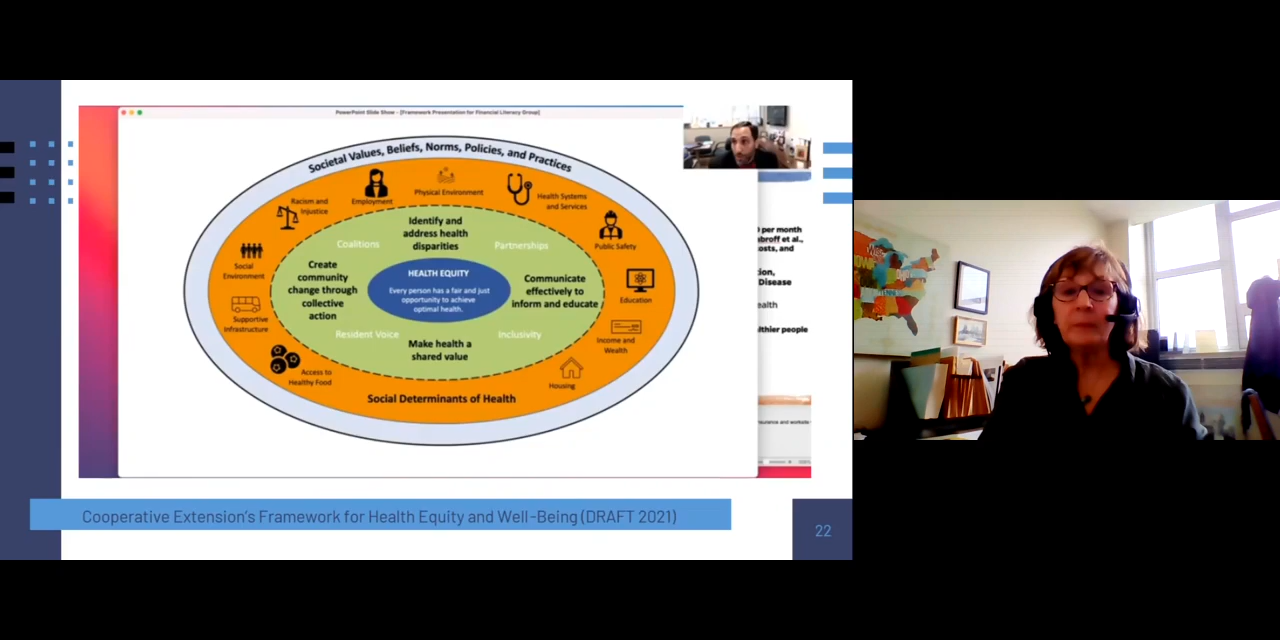 PowerPoint Slide Show - [Framework Presentation for Financial Literacy Group]
Societal Values, Beliefs, Norms, Policies, and Practices
Racism and
Injustice
Employment
Physical Environment
Health Systems
and Services
Public Safety
Education
Income and
Wealth
Housing
Social Determinants of Health
Access to
Healthy Food
Supportive
Infrastructure
Social
Environment
Identify and
address health
disparities
Coalitions
Partnerships
Create
community
change through
collective
action
HEALTH EQUITY
Every person has a fair and just
opportunity to achieve
optimal health.
Communicate
effectively to
inform and educate
Resident Voice
Inclusivity
Make health a
shared value
per month
et al.,
costs, and
Disease
ealth
lthier people
Cooperative Extension's Framework for Health Equity and Well-Being (DRAFT 2021)
22